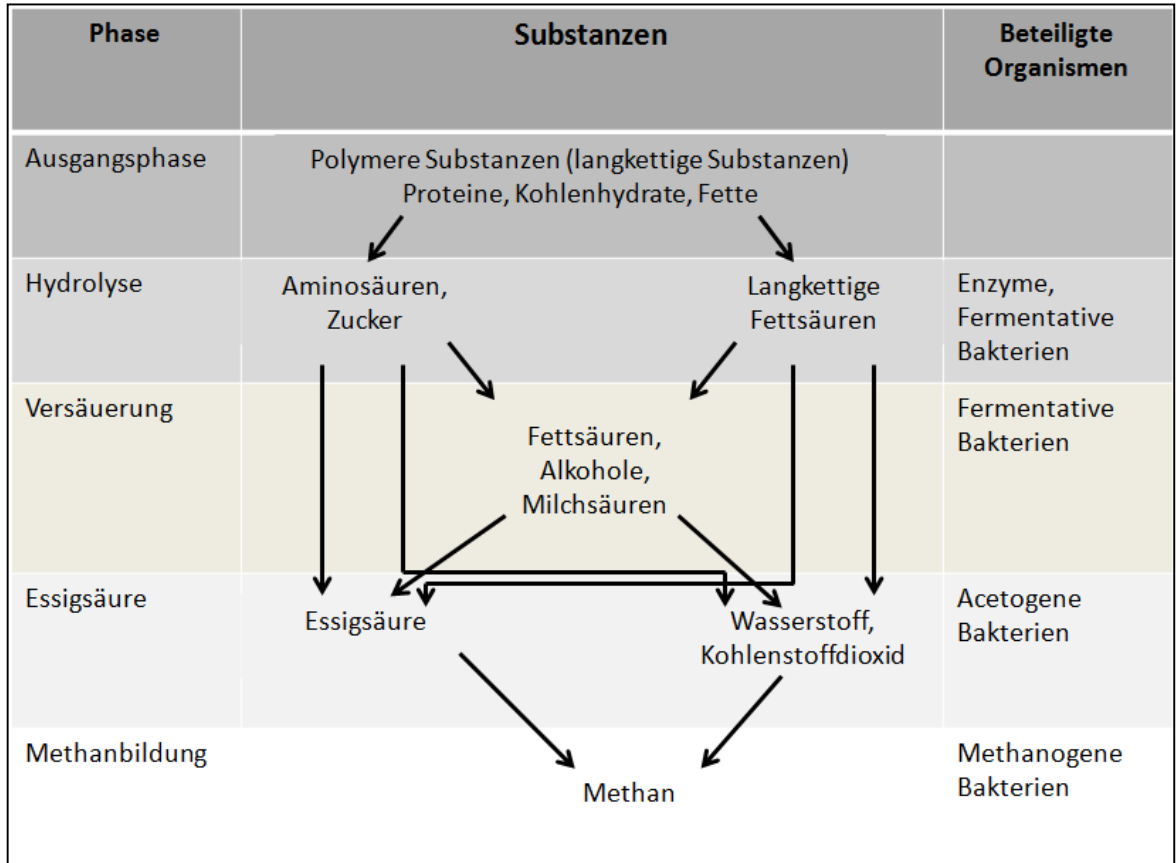 Phase
Substanzen
Beteiligte
Organismen
Ausgangsphase
Polymere Substanzen (langkettige Substanzen)
Proteine, Kohlenhydrate, Fette
Hydrolyse
Aminosäuren,
Zucker
Langkettige
Fettsäuren
Enzyme,
Fermentative
Bakterien
Versäuerung
Fettsäuren,
Alkohole,
Milchsäuren
Fermentative
Bakterien
Essigsäure
Essigsäure
Wasserstoff,
Kohlenstoffdioxid
Acetogene
Bakterien
Methanbildung
Methan
Methanogene
Bakterien